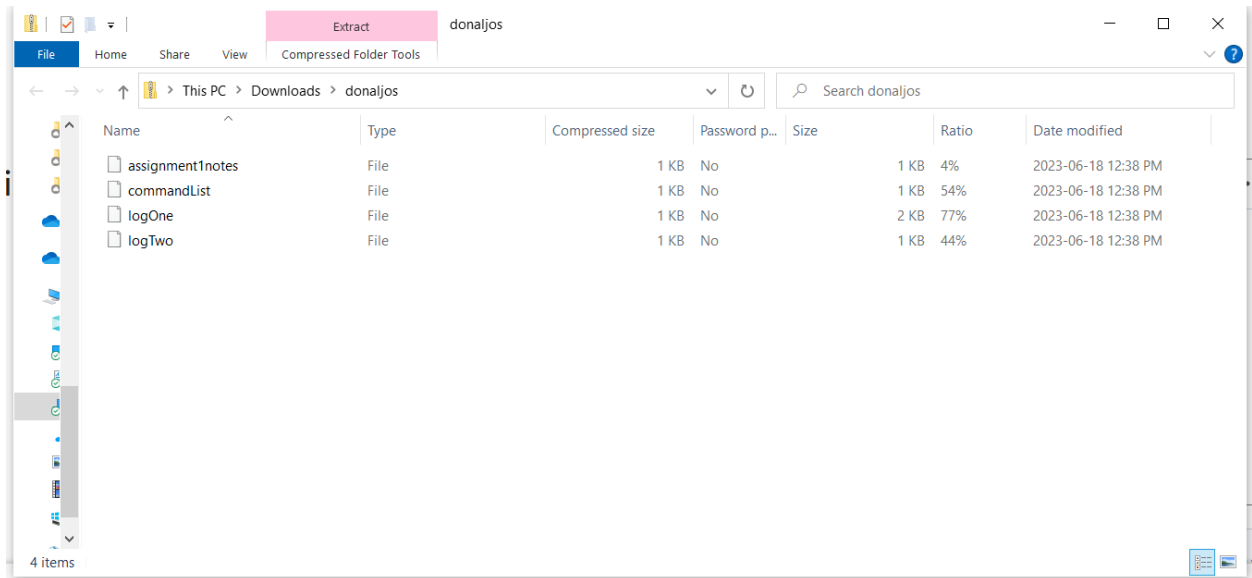 Extract donaljos
File Home Share View Compressed Folder Tools ?
> This PC > Downloads > donaljos Search donaljos
Name Type Compressed size Password p... Size Ratio Date modified
assignment1notes File 1 KB No 1 KB 4% 2023-06-18 12:38 PM
commandList File 1 KB No 1 KB 54% 2023-06-18 12:38 PM
logOne File 1 KB No 2 KB 77% 2023-06-18 12:38 PM
logTwo File 1 KB No 1 KB 44% 2023-06-18 12:38 PM
4 items